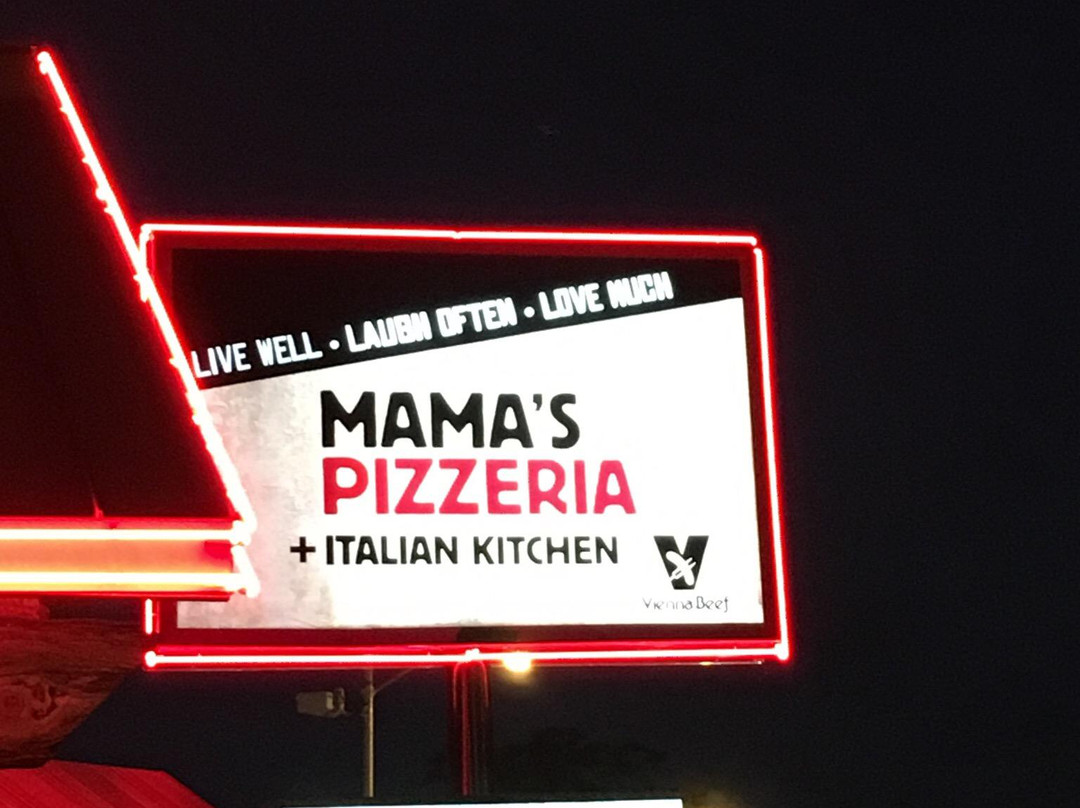 LIVE WELL • LAUGH OFTEN • LOVE MUCH
MAMA'S
PIZZERIA
+ ITALIAN KITCHEN
V
Vienna Beef